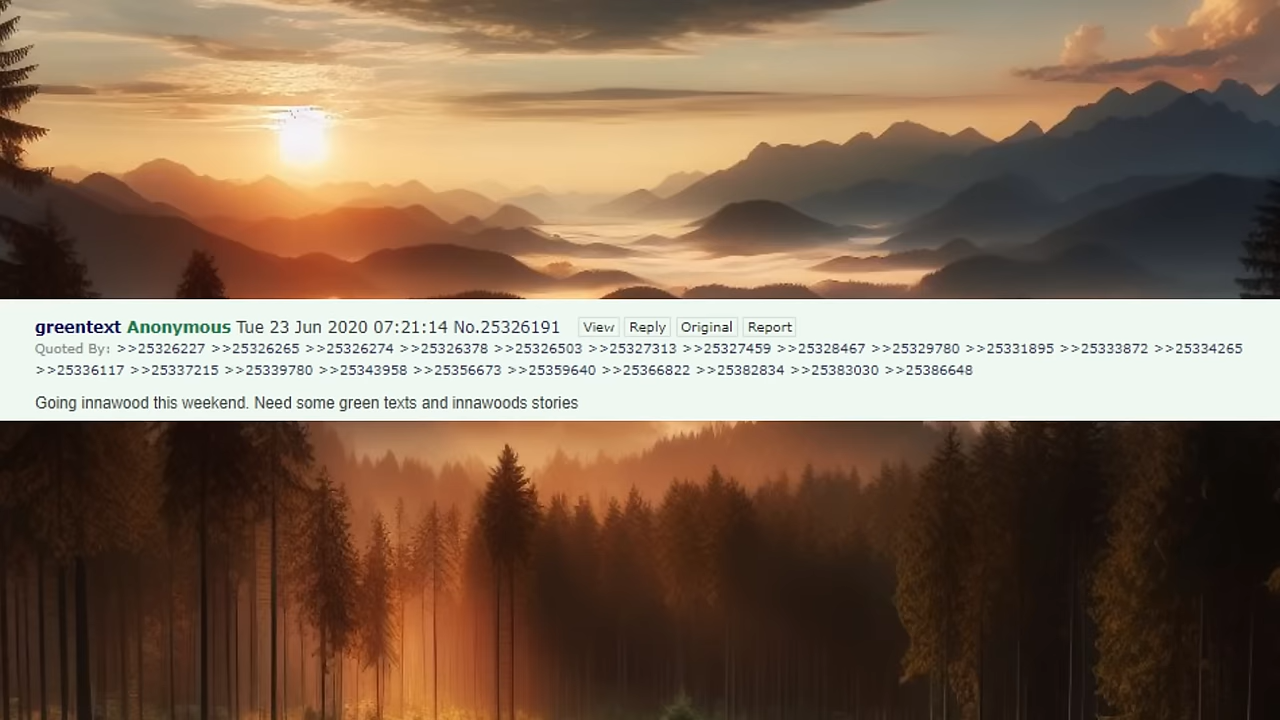 greentext Anonymous Tue 23 Jun 2020 07:21:14 No.25326191 View Reply Original Report
Quoted By: >>25326227 >>25326265 >>25326274 >>25326378 >>25326503 >>25327313 >>25327459 >>25328467 >>25329780 >>25331895 >>25333872 >>25334265
>>25336117 >>25337215 >>25339780 >>25343958 >>25356673 >>25359640 >>25366822 >>25382834 >>25383030 >>25386648
Going innawood this weekend. Need some green texts and innawoods stories